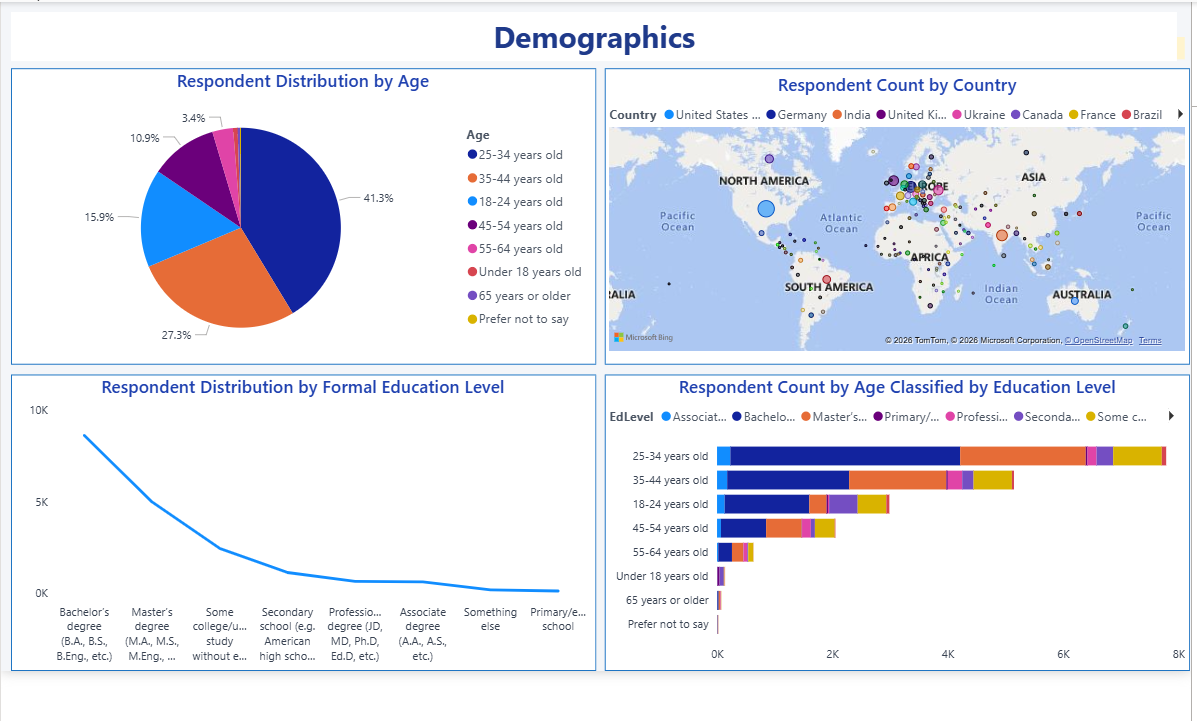 Demographics
Respondent Distribution by Age
3.4%
10.9%
15.9%
41.3%
27.3%
Age
25-34 years old
35-44 years old
18-24 years old
45-54 years old
55-64 years old
Under 18 years old
65 years or older
Prefer not to say
Respondent Count by Country
Country United States ... Germany India United Ki... Ukraine Canada France Brazil
NORTH AMERICA
EUROPE
ASIA
Pacific
Ocean
Atlantic
Ocean
Pacific
Ocean
AFRICA
SOUTH AMERICA
Indian
Ocean
RALIA
AUSTRALIA
Microsoft Bing
© 2026 TomTom, © 2026 Microsoft Corporation, © OpenStreetMap Terms
Respondent Distribution by Formal Education Level
10K
5K
0K
Bachelor's
degree
(B.A., B.S.,
B.Eng., etc.)
Master's
degree
(M.A., M.S.,
M.Eng., ...
Some
college/u...
study
without e...
Secondary
school (e.g.
American
high scho...
Professio...
degree (JD,
MD, Ph.D,
Ed.D, etc.)
Associate
degree
(A.A., A.S.,
etc.)
Something
else
Primary/e...
school
Respondent Count by Age Classified by Education Level
EdLevel Associat... Bachelo... Master's... Primary/... Professi... Seconda... Some c...
25-34 years old
35-44 years old
18-24 years old
45-54 years old
55-64 years old
Under 18 years old
65 years or older
Prefer not to say
0K 2K 4K 6K 8K